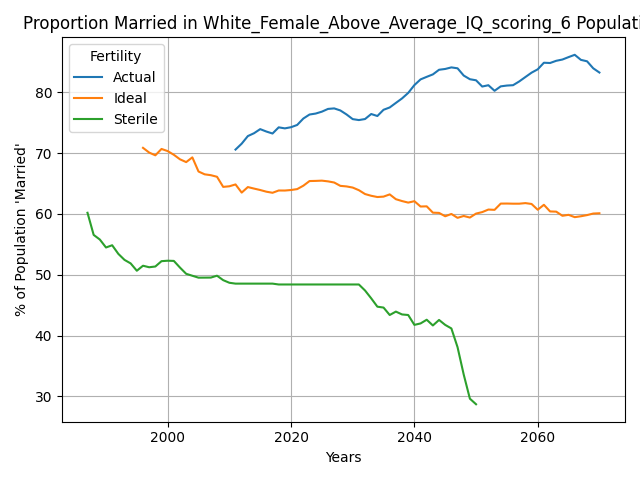 Proportion Married in White_Female_Above_Average_IQ_scoring_6 Populati
Fertility
Actual
Ideal
Sterile
% of Population 'Married'
80
70
60
50
40
30
2000 2020 2040 2060
Years